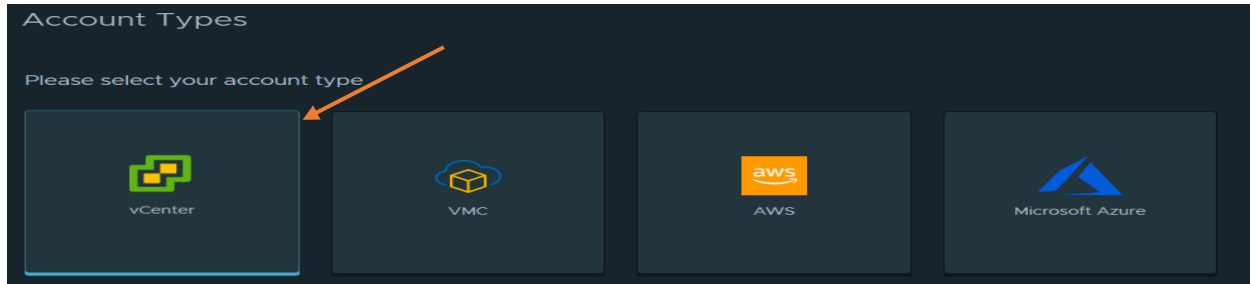 Account Types
Please select your account type
aws
vCenter
VMC
AWS
Microsoft Azure